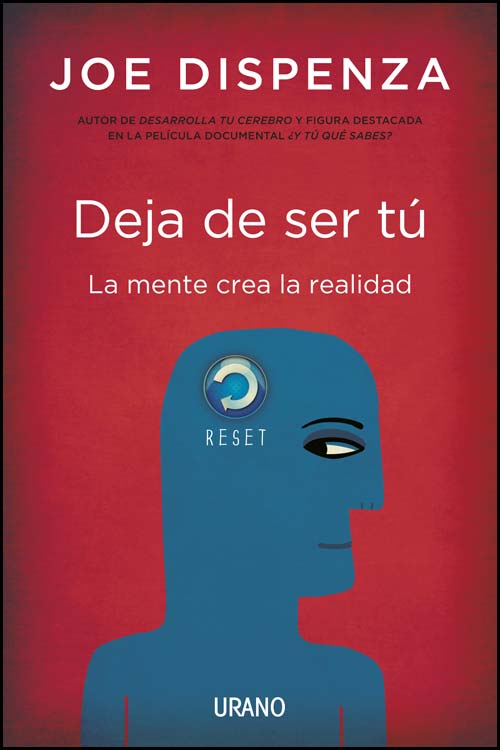 JOE DISPENZA
AUTOR DE DESARROLLA TU CEREBRO Y FIGURA DESTACADA
EN LA PELÍCULA DOCUMENTAL ¿Y TÚ QUÉ SABES?
Deja de ser tú
La mente crea la realidad
RESET
URANO